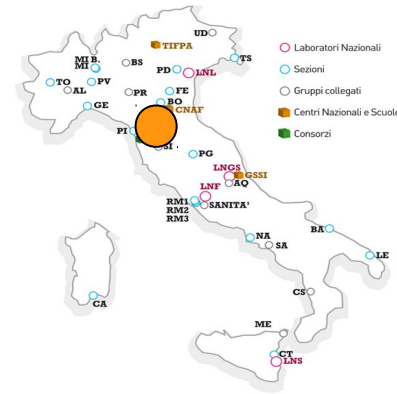 UD
TIFPA
Laboratori Nazionali
MI B.
MI
BS
PD
TS
LNL
Sezioni
TO
PV
AL
PR
FE
Gruppi collegati
GE
BO
CNAF
Centri Nazionali e Scuole
PI
Consorzi
SI
PG
LNGS
GSSI
AQ
LNF
RM1
SANITA'
RM2
RM3
BA
NA
SA
LE
CS
CA
ME
CT
LNS